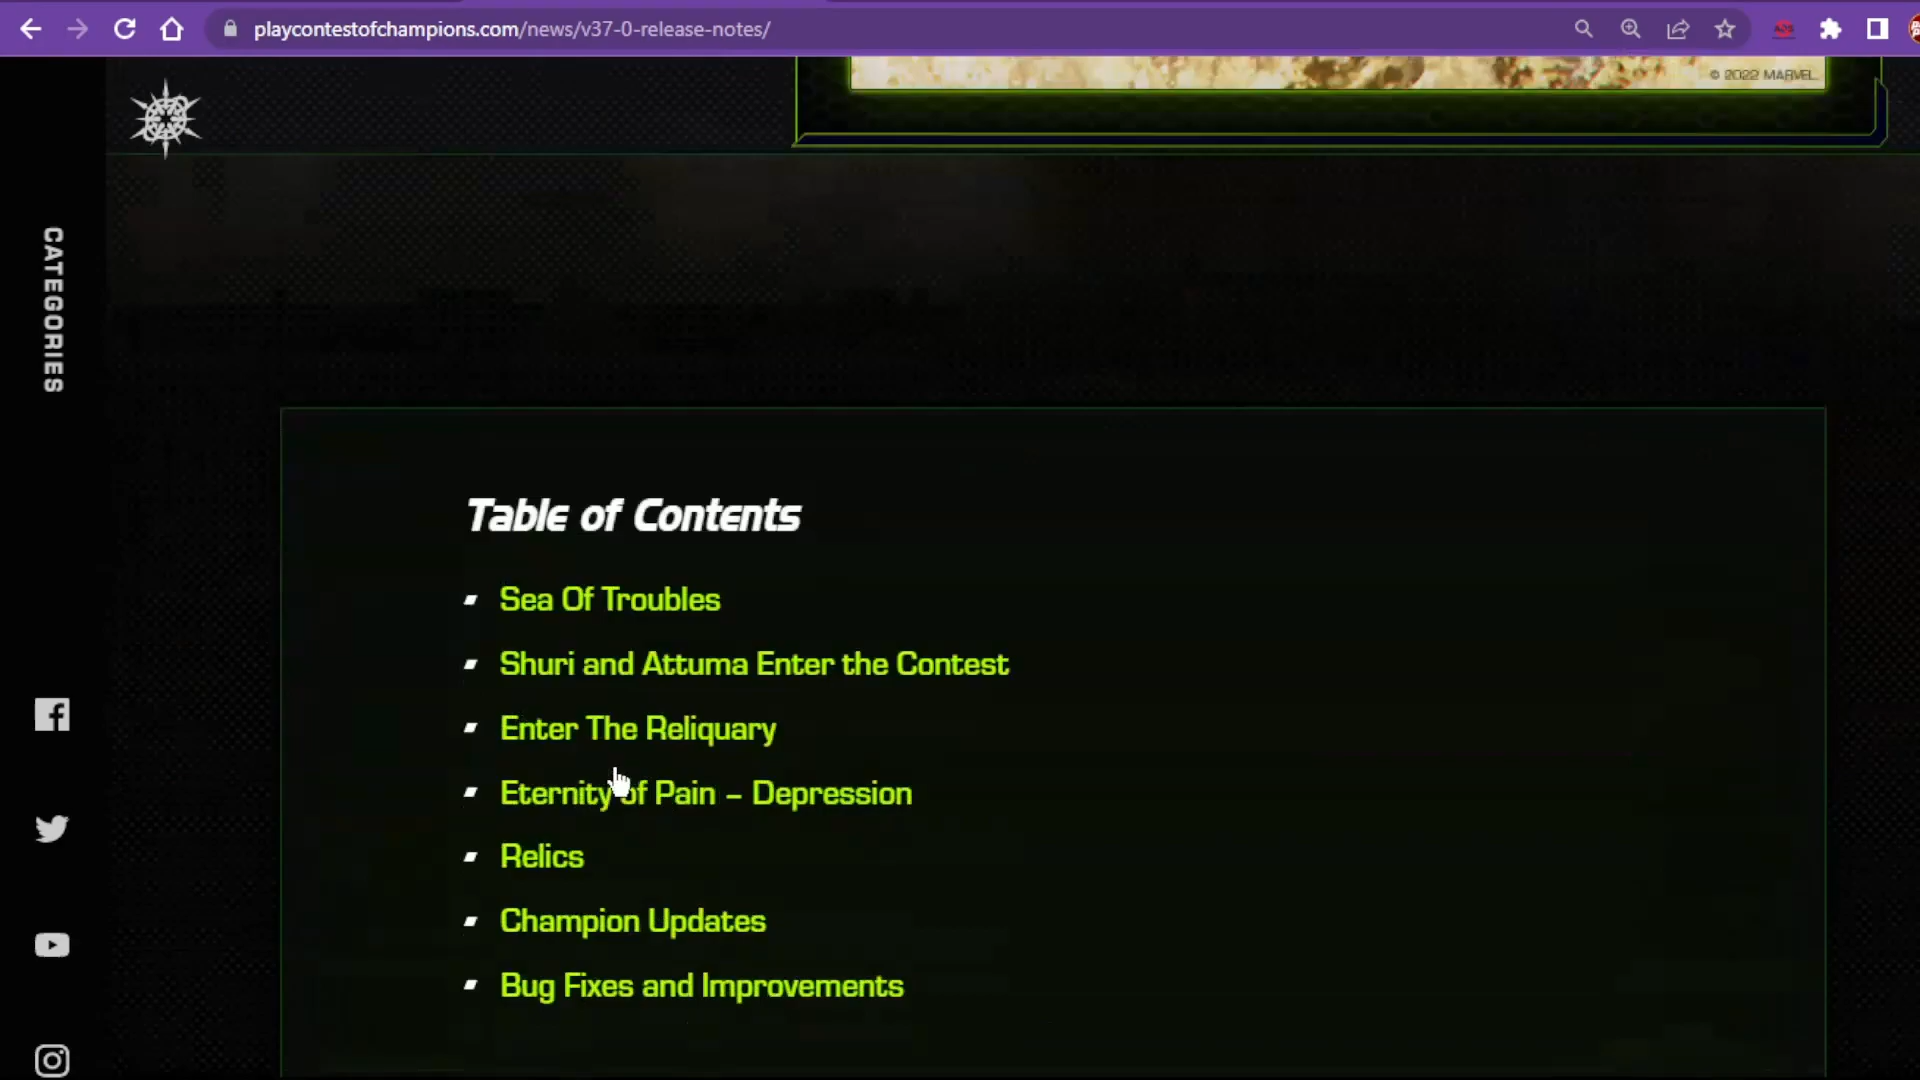 playcontestofchampions.com/news/v37-0-release-notes/
© 2022 MARVEL
CATEGORIES
Table of Contents
Sea Of Troubles
Shuri and Attuma Enter the Contest
Enter The Reliquary
Eternity of Pain – Depression
Relics
Champion Updates
Bug Fixes and Improvements